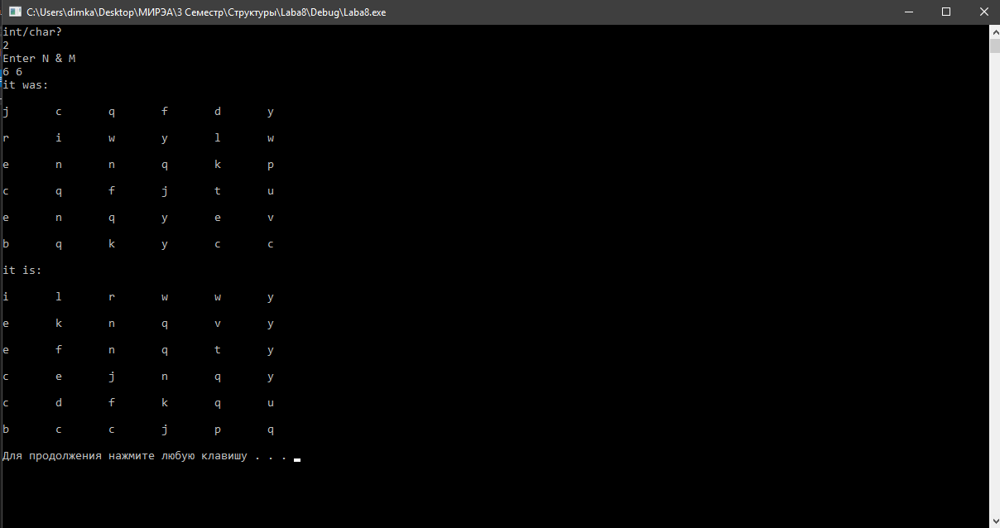 C:\Users\dimka\Desktop\МИРЭА\3 Семестр\Структуры\Laba8\Debug\Laba8.exe
int/char?
2
Enter N & M
6 6
it was:
j c q f d y
r i w y l w
e n n q k p
c q f j t u
e n q y e v
b q k y c c
it is:
i l r w w y
e k n q v y
e f n q t y
c e j n q y
c d f k q u
b c c j p q
Для продолжения нажмите любую клавишу . . .